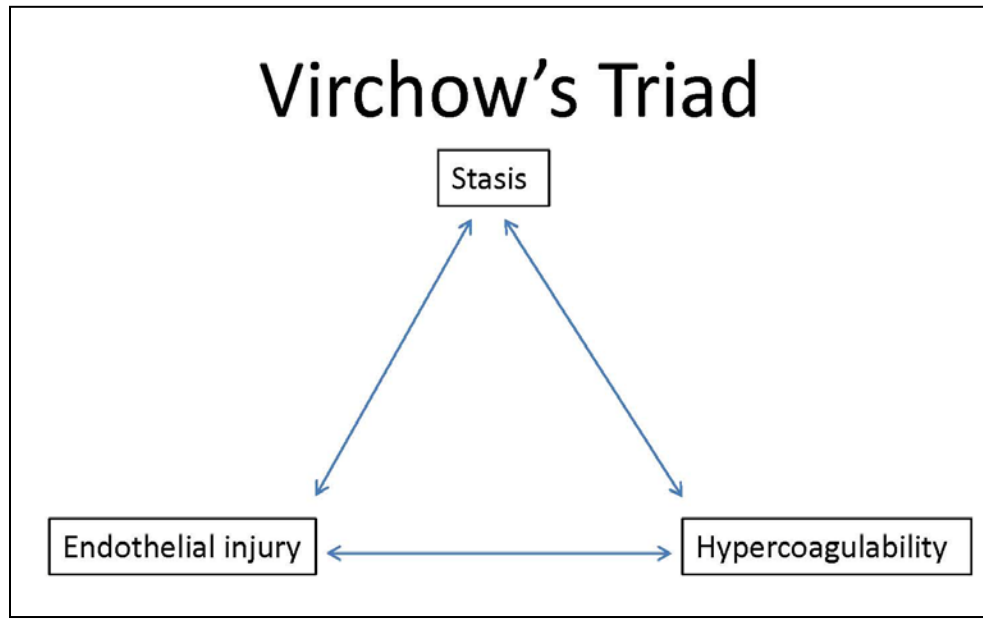 Virchow’s Triad
Stasis
Endothelial injury
Hypercoagulability